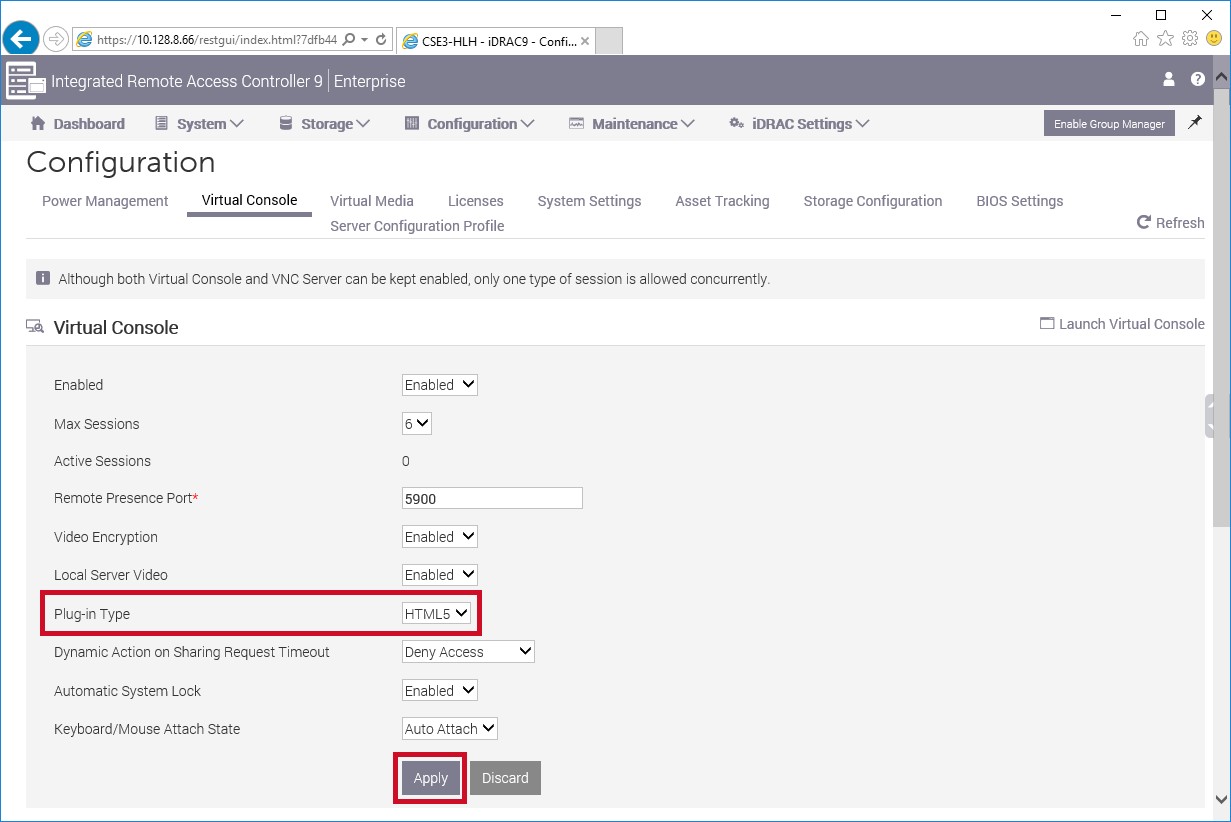 https://10.128.8.66/restgui/index.html?7dfb44
CSE3-HLH - iDRAC9 - Confi...
Integrated Remote Access Controller 9 | Enterprise
Dashboard System Storage Configuration Maintenance iDRAC Settings Enable Group Manager
Configuration
Power Management Virtual Console Virtual Media Licenses System Settings Asset Tracking Storage Configuration BIOS Settings
Server Configuration Profile
Refresh
Although both Virtual Console and VNC Server can be kept enabled, only one type of session is allowed concurrently.
Virtual Console
Launch Virtual Console
Enabled Enabled
Max Sessions 6
Active Sessions 0
Remote Presence Port* 5900
Video Encryption Enabled
Local Server Video Enabled
Plug-in Type HTML5
Dynamic Action on Sharing Request Timeout Deny Access
Automatic System Lock Enabled
Keyboard/Mouse Attach State Auto Attach
Apply Discard